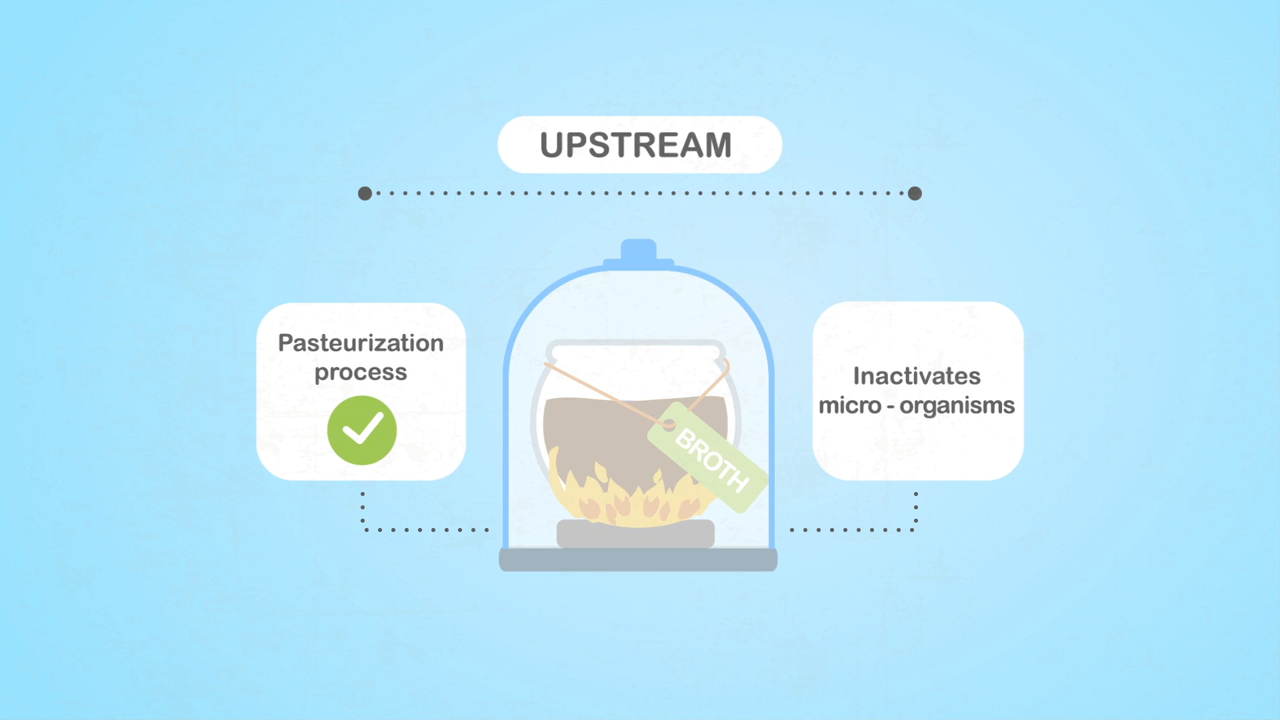 UPSTREAM
Pasteurization
process
Inactivates
micro - organisms
BROTH